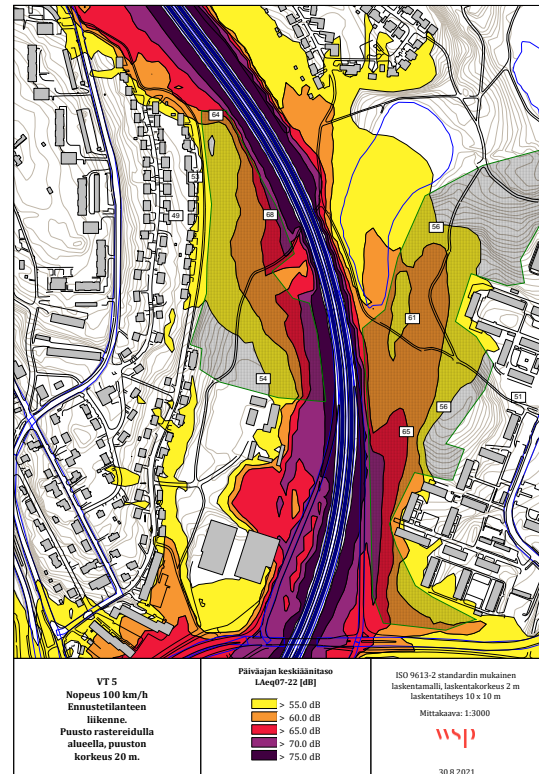 64
53
49
68
56
61
54
56
51
65
VT 5
Nopeus 100 km/h
Ennustetilanteen
liikenne.
Puusto rastereidulla
alueella, puuston
korkeus 20 m.
Päiväajan keskiäänitaso
LAeq07-22 [dB]
> 55.0 dB
> 60.0 dB
> 65.0 dB
> 70.0 dB
> 75.0 dB
ISO 9613-2 standardin mukainen
laskentamalli, laskentakorkeus 2 m
laskentatiheys 10 x 10 m
Mittakaava: 1:3000
wsp
30.8.2021